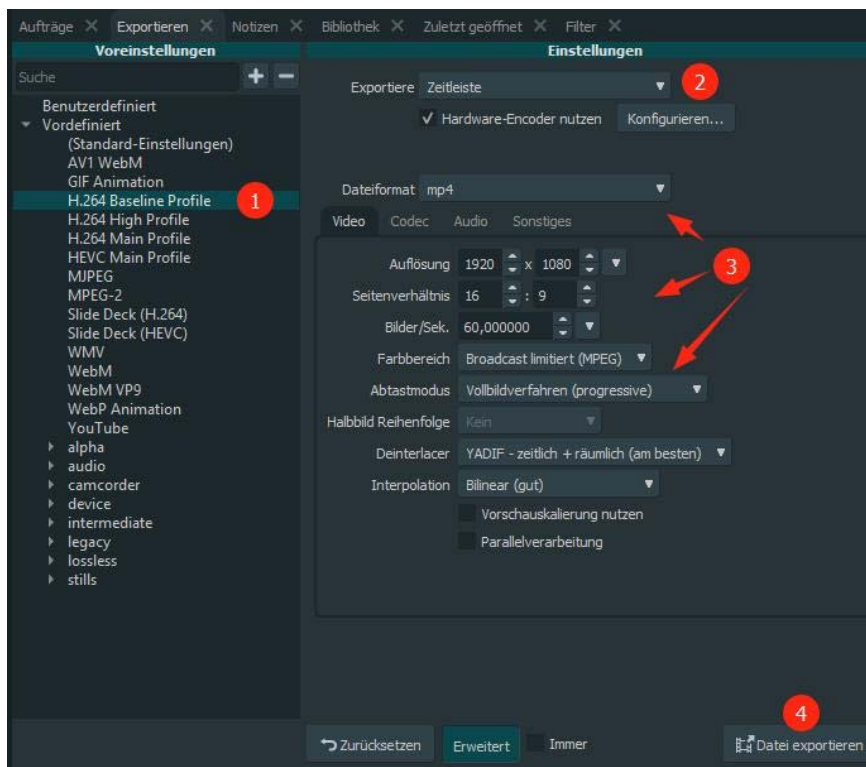 Aufträge Exportieren Notizen Bibliothek Zuletzt geöffnet Filter
Voreinstellungen
Suche
Benutzerdefiniert
Vordefiniert
(Standard-Einstellungen)
AV1 WebM
GIF Animation
H.264 Baseline Profile
1
H.264 High Profile
H.264 Main Profile
HEVC Main Profile
MJPEG
MPEG-2
Slide Deck (H.264)
Slide Deck (HEVC)
WMV
WebM
WebM VP9
WebP Animation
YouTube
alpha
audio
camcorder
device
intermediate
legacy
lossless
stills
Einstellungen
Exportiere Zeitleiste
2
Hardware-Encoder nutzen Konfigurieren...
Dateiformat mp4
Video Codec Audio Sonstiges
3
Auflösung 1920 x 1080
Seitenverhältnis 16 : 9
Bilder/Sek. 60,000000
Farbbereich Broadcast limitiert (MPEG)
Abtastmodus Vollbildverfahren (progressive)
Halbbild Reihenfolge Kein
Deinterlacer YADIF - zeitlich + räumlich (am besten)
Interpolation Bilinear (gut)
Vorschauskalierung nutzen
Parallelverarbeitung
4
Zurücksetzen Erweitert Immer Datei exportieren